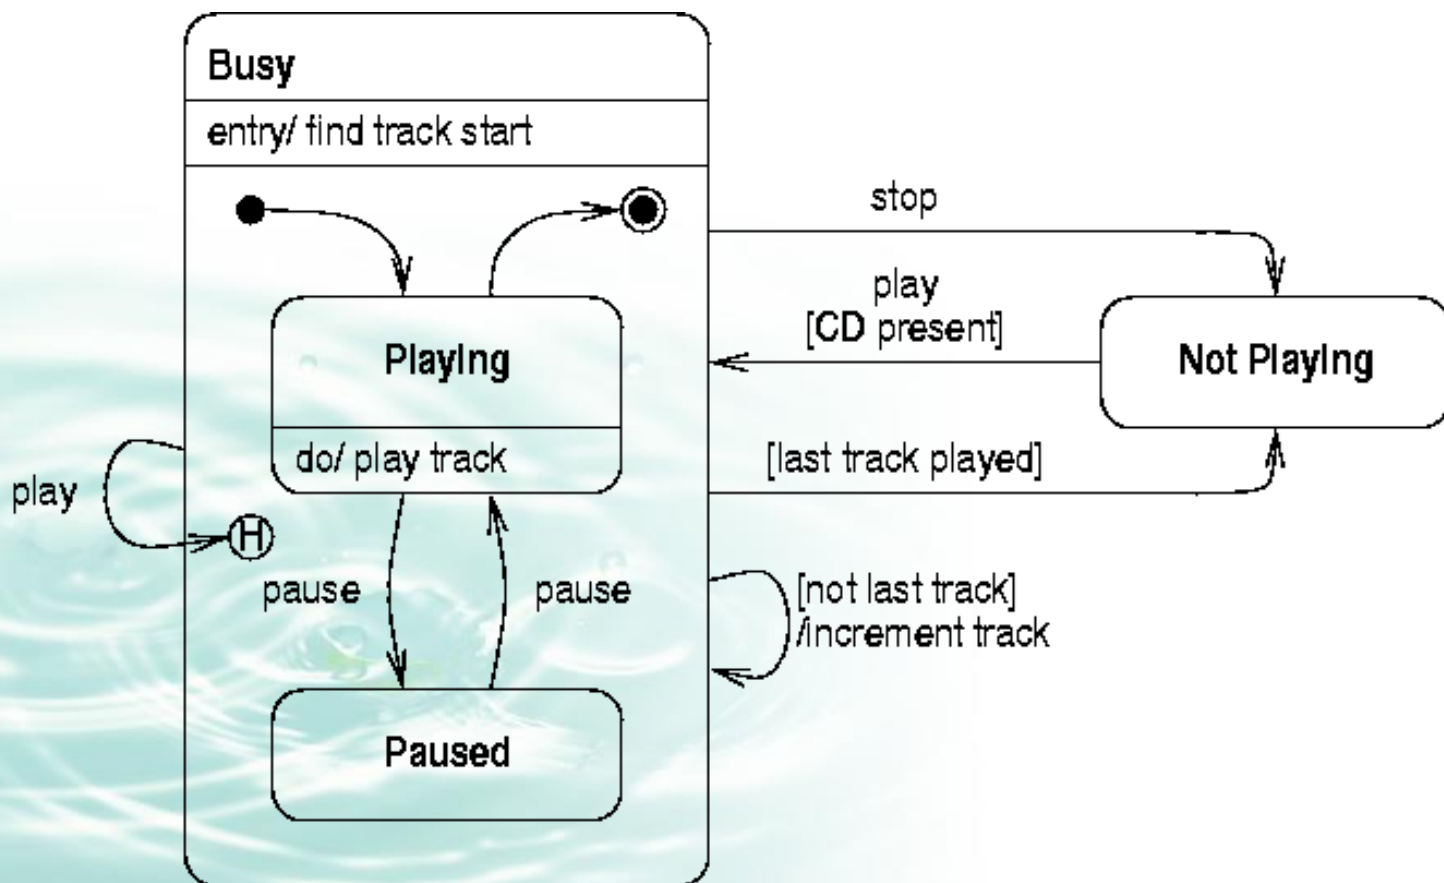 Busy
entry/ find track start
stop
play
[CD present]
Playing
Not Playing
do/ play track
[last track played]
play
H
pause
pause
[not last track]
/increment track
Paused